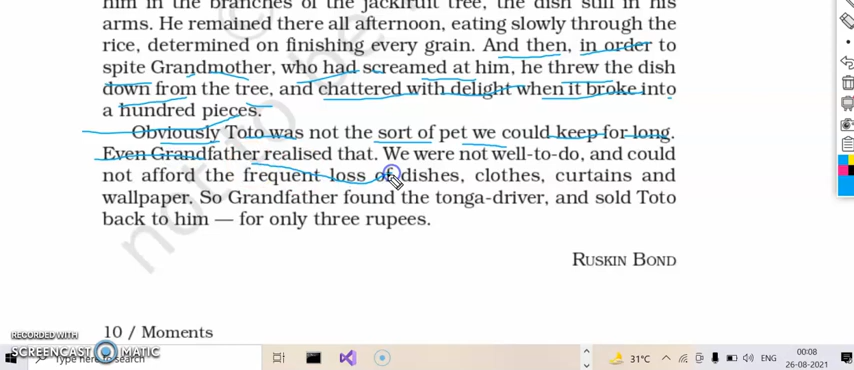 him in the branches of the jackfruit tree, the dish still in his
arms. He remained there all afternoon, eating slowly through the
rice, determined on finishing every grain. And then, in order to
spite Grandmother, who had screamed at him, he threw the dish
down from the tree, and chattered with delight when it broke into
a hundred pieces.
Obviously Toto was not the sort of pet we could keep for long.
Even Grandfather realised that. We were not well-to-do, and could
not afford the frequent loss of dishes, clothes, curtains and
wallpaper. So Grandfather found the tonga-driver, and sold Toto
back to him — for only three rupees.
RUSKIN BOND
not to be
©
10 / Moments
RECORDED WITH
SCREENCAST MATIC
Type here to search
31°C
ENG
00:08
26-08-2021